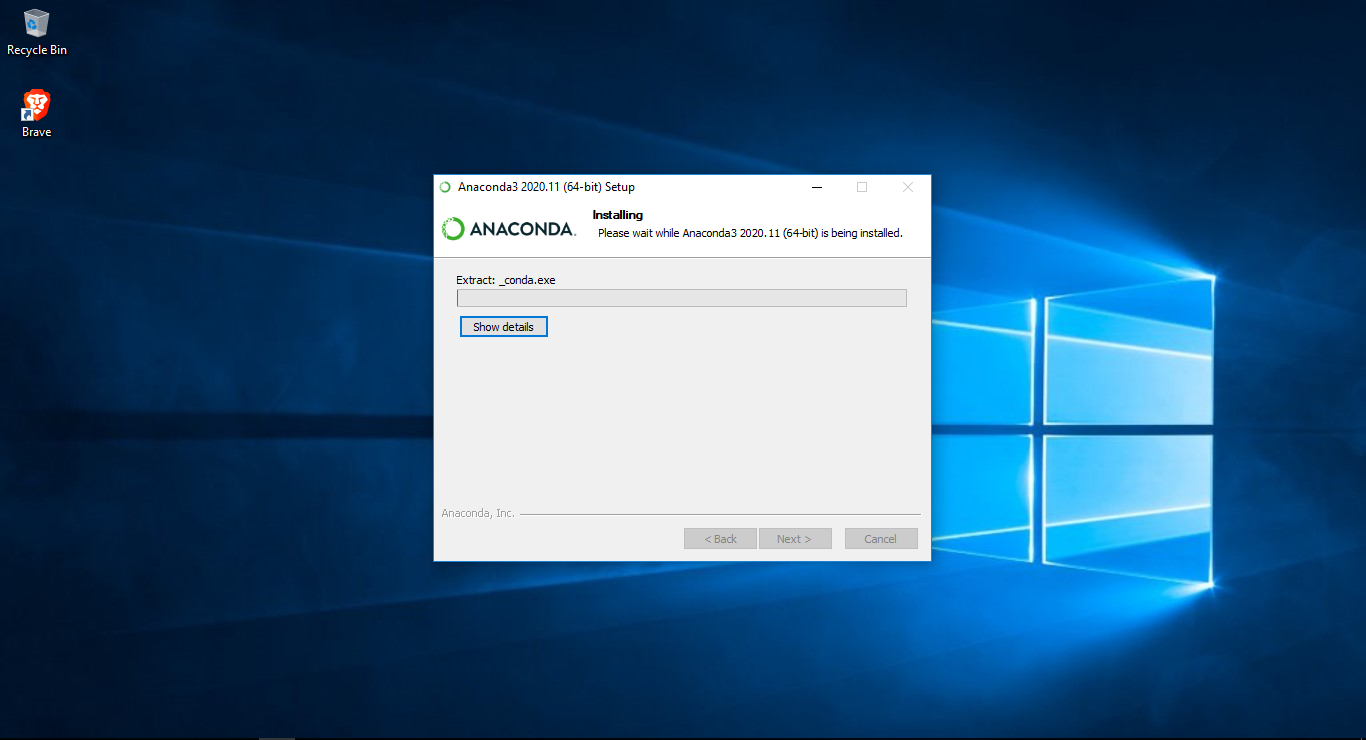 Recycle Bin
Brave
Anaconda3 2020.11 (64-bit) Setup
ANACONDA.
Installing
Please wait while Anaconda3 2020.11 (64-bit) is being installed.
Extract: _conda.exe
Show details
Anaconda, Inc.
< Back Next > Cancel